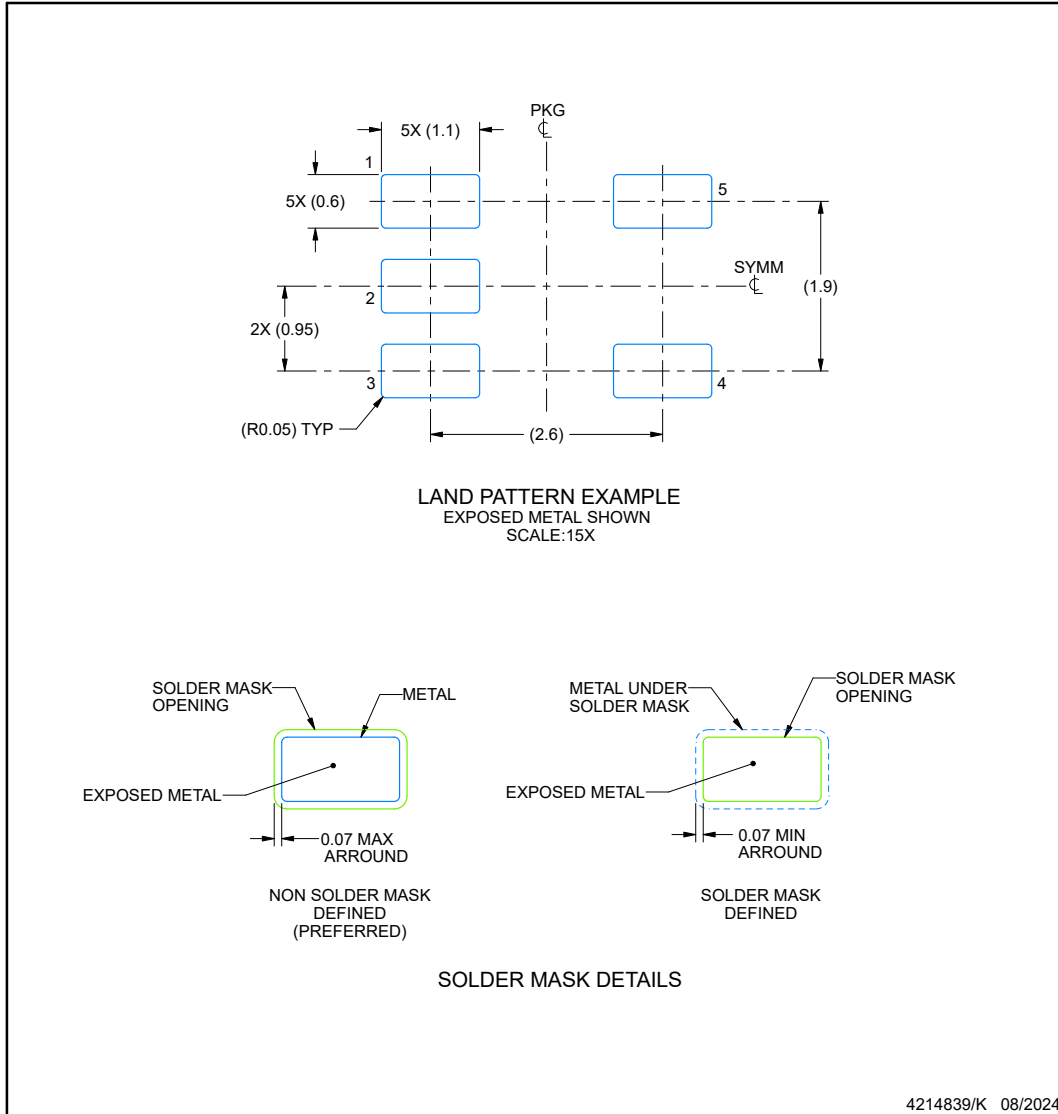 PKG
℄
5X (1.1)
1
5
5X (0.6)
SYMM
℄
(1.9)
2
2X (0.95)
3
4
(R0.05) TYP
(2.6)
LAND PATTERN EXAMPLE
EXPOSED METAL SHOWN
SCALE:15X
SOLDER MASK
OPENING
METAL
EXPOSED METAL
0.07 MAX
ARROUND
NON SOLDER MASK
DEFINED
(PREFERRED)
METAL UNDER
SOLDER MASK
SOLDER MASK
OPENING
EXPOSED METAL
0.07 MIN
ARROUND
SOLDER MASK
DEFINED
SOLDER MASK DETAILS
4214839/K 08/2024